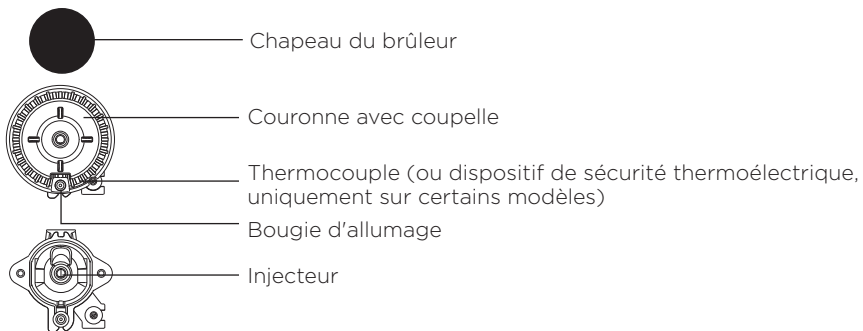 Chapeau du brûleur
Couronne avec coupelle
Thermocouple (ou dispositif de sécurité thermoélectrique,
uniquement sur certains modèles)
Bougie d'allumage
Injecteur